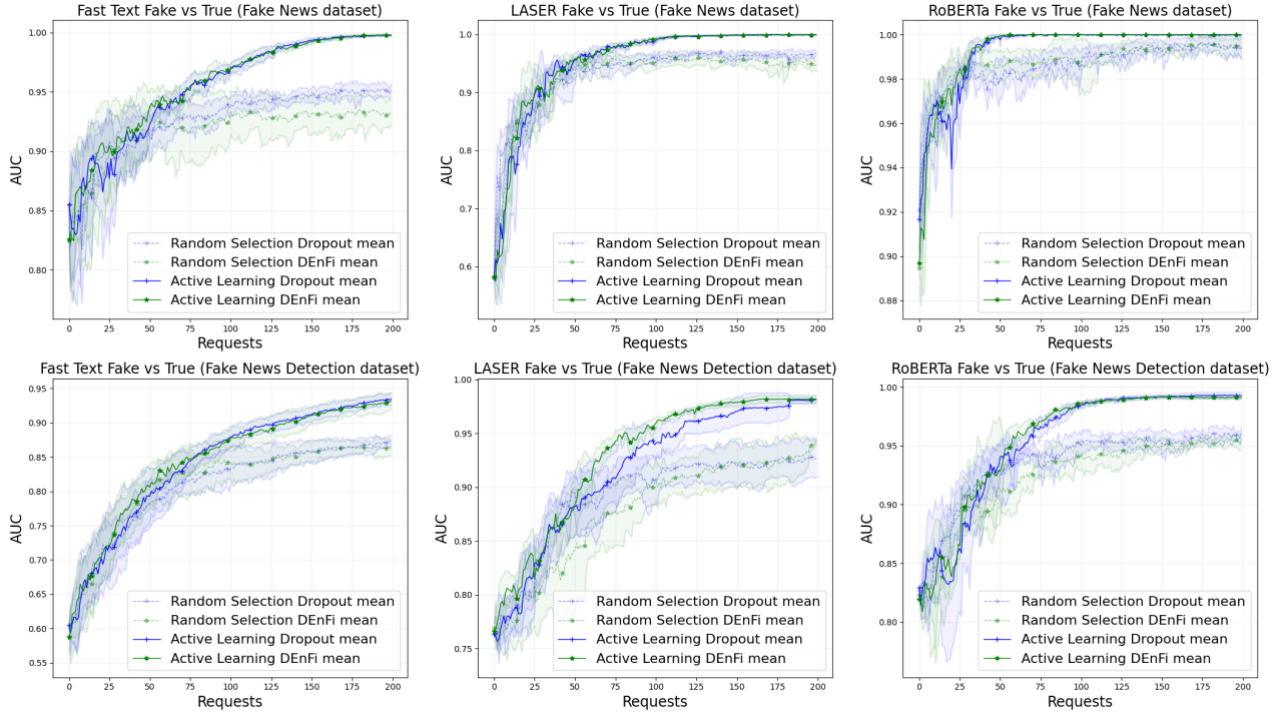 Fast Text Fake vs True (Fake News dataset)
1.00
0.95
0.90
0.85
0.80
AUC
0 25 50 75 100 125 150 175 200
Requests
Random Selection Dropout mean
Random Selection DEnFi mean
Active Learning Dropout mean
Active Learning DEnFi mean
LASER Fake vs True (Fake News dataset)
1.0
0.9
0.8
0.7
0.6
AUC
0 25 50 75 100 125 150 175 200
Requests
Random Selection Dropout mean
Random Selection DEnFi mean
Active Learning Dropout mean
Active Learning DEnFi mean
RoBERTa Fake vs True (Fake News dataset)
1.00
0.98
0.96
0.94
0.92
0.90
0.88
AUC
0 25 50 75 100 125 150 175 200
Requests
Random Selection Dropout mean
Random Selection DEnFi mean
Active Learning Dropout mean
Active Learning DEnFi mean
Fast Text Fake vs True (Fake News Detection dataset)
0.95
0.90
0.85
0.80
0.75
0.70
0.65
0.60
0.55
AUC
0 25 50 75 100 125 150 175 200
Requests
Random Selection Dropout mean
Random Selection DEnFi mean
Active Learning Dropout mean
Active Learning DEnFi mean
LASER Fake vs True (Fake News Detection dataset)
1.00
0.95
0.90
0.85
0.80
0.75
AUC
0 25 50 75 100 125 150 175 200
Requests
Random Selection Dropout mean
Random Selection DEnFi mean
Active Learning Dropout mean
Active Learning DEnFi mean
RoBERTa Fake vs True (Fake News Detection dataset)
1.00
0.95
0.90
0.85
0.80
AUC
0 25 50 75 100 125 150 175 200
Requests
Random Selection Dropout mean
Random Selection DEnFi mean
Active Learning Dropout mean
Active Learning DEnFi mean